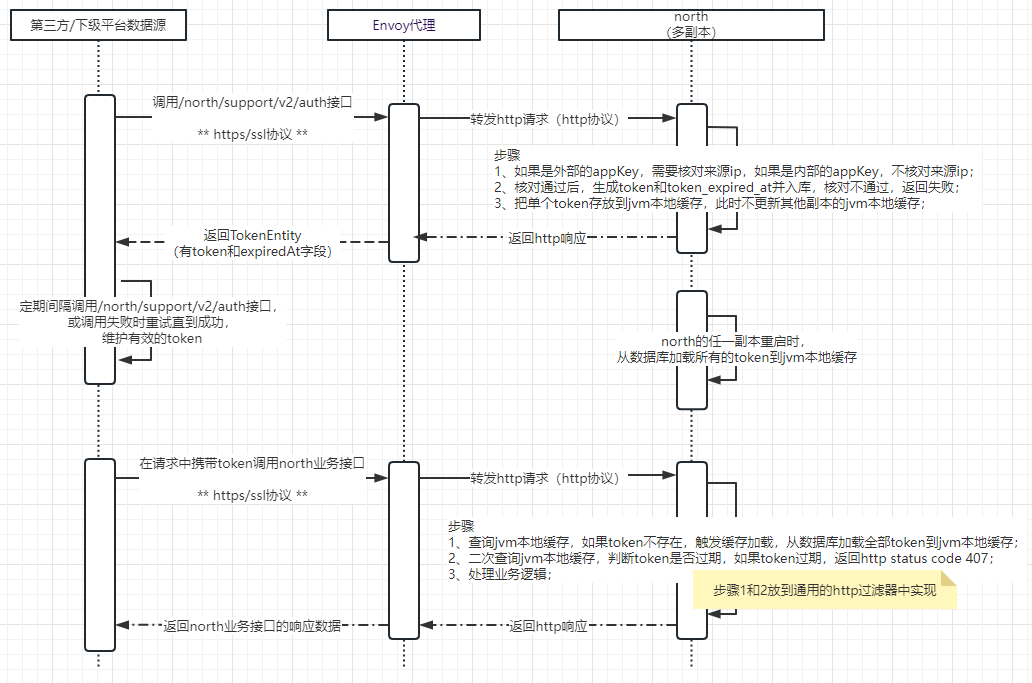 第三方/下级平台数据源
Envoy代理
north
（多副本）
调用/north/support/v2/auth接口
** https/ssl协议 **
转发http请求（http协议）
步骤
1、如果是外部的appKey，需要核对来源ip，如果是内部的appKey，不核对来源ip；
2、核对通过后，生成token和token_expired_at并入库，核对不通过，返回失败；
3、把单个token存放到jvm本地缓存，此时不更新其他副本的jvm本地缓存；
返回http响应
返回TokenEntity
（有token和expiredAt字段）
定期间隔调用/north/support/v2/auth接口，
或调用失败时重试直到成功，
维护有效的token
north的任一副本重启时，
从数据库加载所有的token到jvm本地缓存
在请求中携带token调用north业务接口
** https/ssl协议 **
转发http请求（http协议）
步骤
1、查询jvm本地缓存，如果token不存在，触发缓存加载，从数据库加载全部token到jvm本地缓存；
2、二次查询jvm本地缓存，判断token是否过期，如果token过期，返回http status code 407；
3、处理业务逻辑；
步骤1和2放到通用的http过滤器中实现
返回http响应
返回north业务接口的响应数据